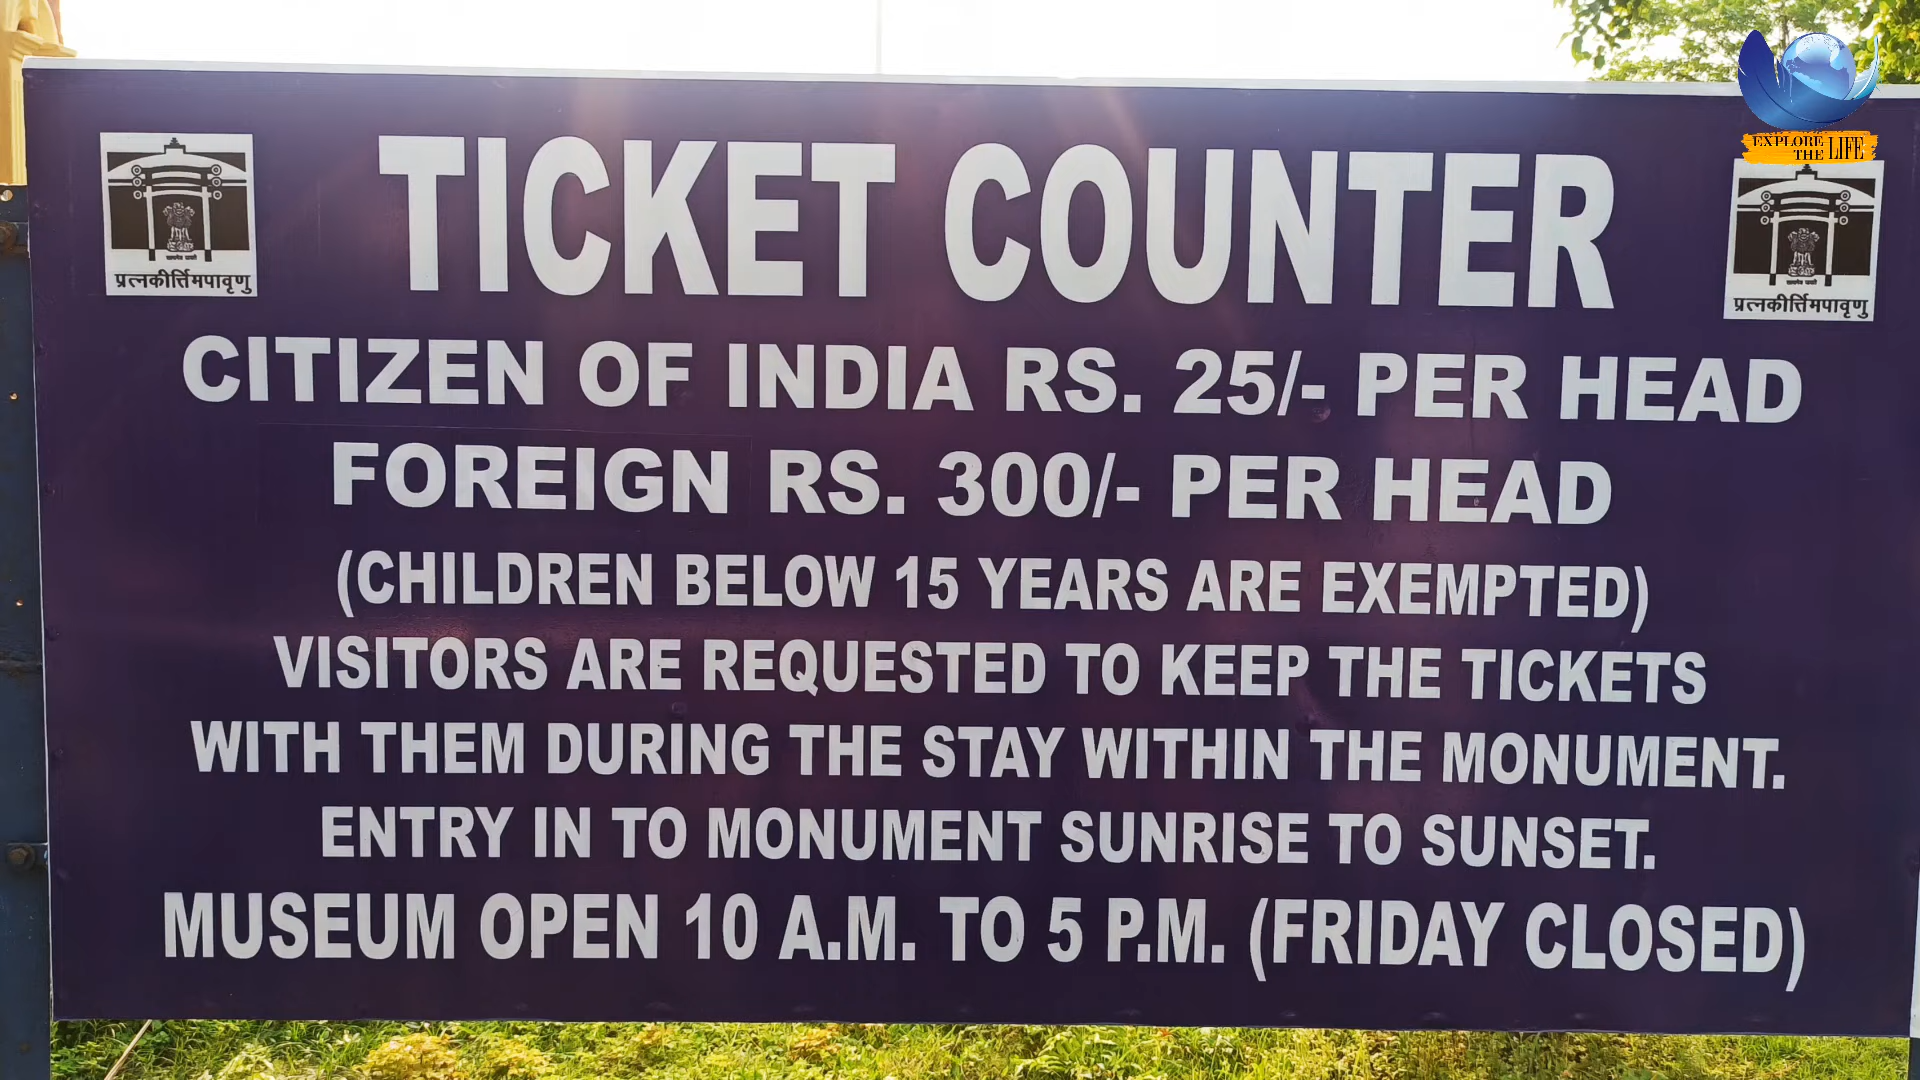 EXPLORE
THE LIFE
TICKET COUNTER
प्रत्नकीर्त्तिमपावृणु
प्रत्नकीर्त्तिमपावृणु
CITIZEN OF INDIA RS. 25/- PER HEAD
FOREIGN RS. 300/- PER HEAD
(CHILDREN BELOW 15 YEARS ARE EXEMPTED)
VISITORS ARE REQUESTED TO KEEP THE TICKETS
WITH THEM DURING THE STAY WITHIN THE MONUMENT.
ENTRY IN TO MONUMENT SUNRISE TO SUNSET.
MUSEUM OPEN 10 A.M. TO 5 P.M. (FRIDAY CLOSED)